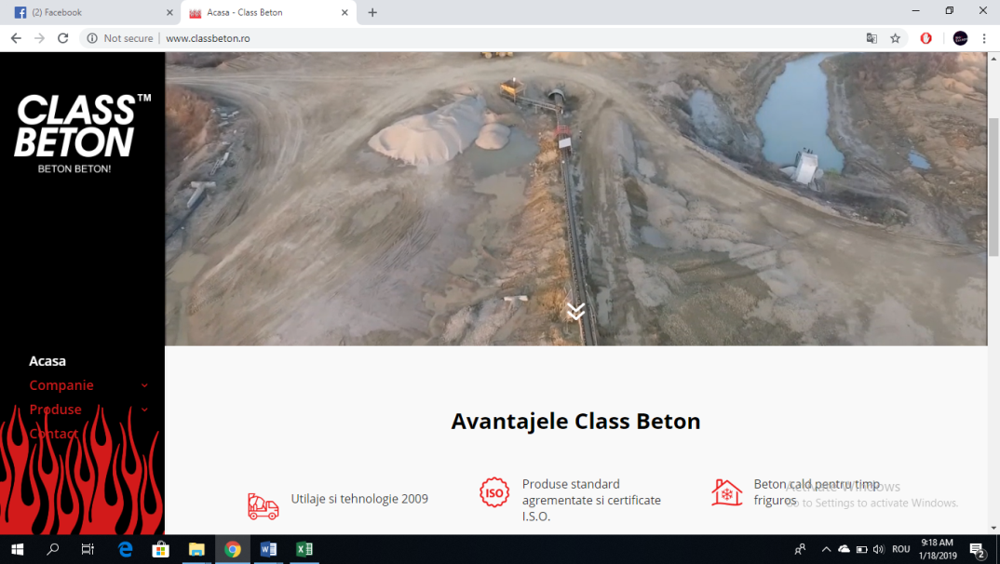 (2) Facebook
Acasa - Class Beton
Not secure | www.classbeton.ro
CLASS™
BETON
BETON BETON!
Acasa
Companie
Produse
Contact
Avantajele Class Beton
Utilaje si tehnologie 2009
ISO
Produse standard
agrementate si certificate
I.S.O.
Beton cald pentru timp
friguros
Activate Windows
Go to Settings to activate Windows.
ROU
9:18 AM
1/18/2019
2